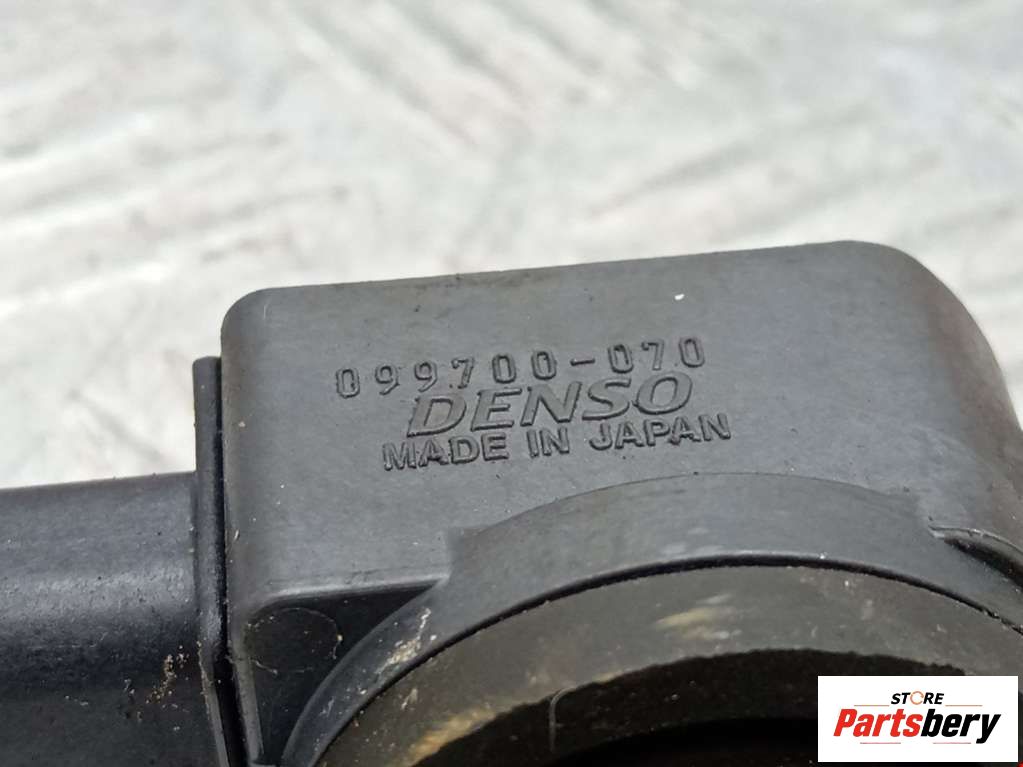 099700-070
DENSO
MADE IN JAPAN
STORE
Partsbery